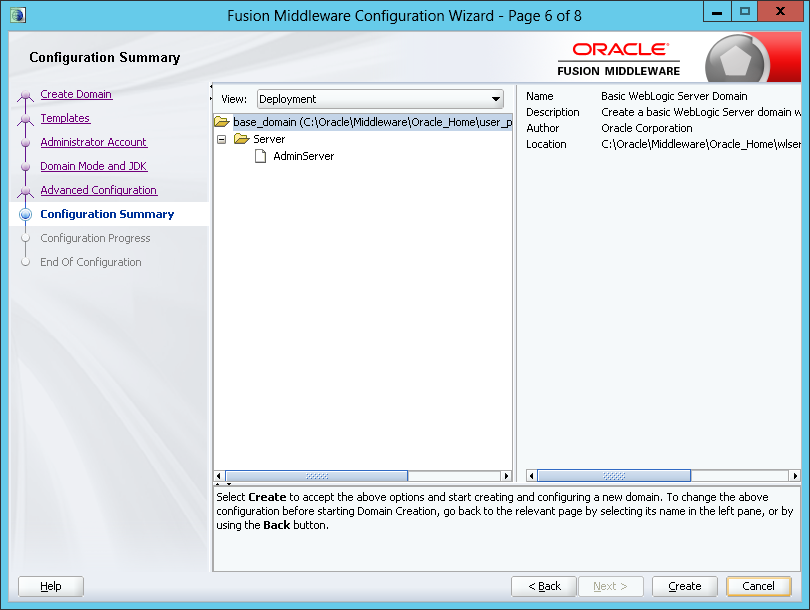 Fusion Middleware Configuration Wizard - Page 6 of 8
Configuration Summary
ORACLE
FUSION MIDDLEWARE
Create Domain
Templates
Administrator Account
Domain Mode and JDK
Advanced Configuration
Configuration Summary
Configuration Progress
End Of Configuration
View: Deployment
base_domain (C:\Oracle\Middleware\Oracle_Home\user_p
Server
AdminServer
Name Basic WebLogic Server Domain
Description Create a basic WebLogic Server domain w
Author Oracle Corporation
Location C:\Oracle\Middleware\Oracle_Home\wlser
Select Create to accept the above options and start creating and configuring a new domain. To change the above
configuration before starting Domain Creation, go back to the relevant page by selecting its name in the left pane, or by
using the Back button.
Help < Back Next > Create Cancel